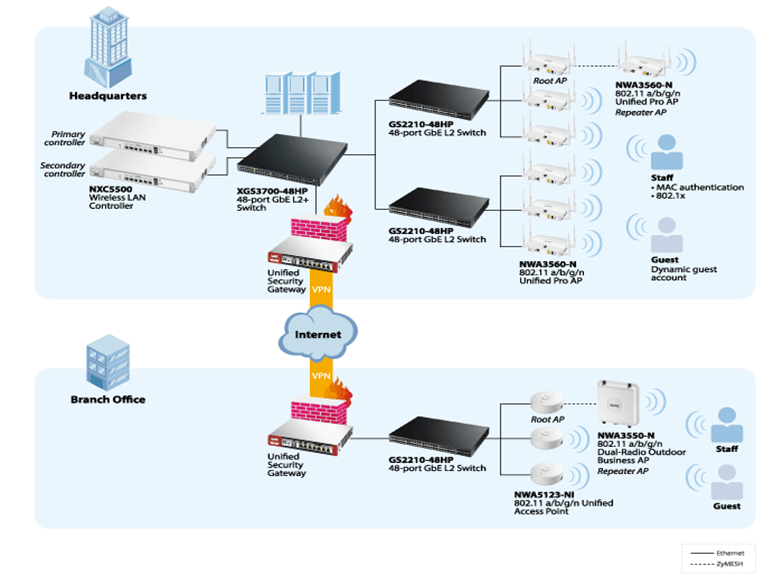 Headquarters
Primary
controller
Secondary
controller
NXC5500
Wireless LAN
Controller
XGS3700-48HP
48-port GbE L2+
Switch
GS2210-48HP
48-port GbE L2 Switch
GS2210-48HP
48-port GbE L2 Switch
Root AP
NWA3560-N
802.11 a/b/g/n
Unified Pro AP
Repeater AP
NWA3560-N
802.11 a/b/g/n
Unified Pro AP
Staff
• MAC authentication
• 802.1x
Guest
Dynamic guest
account
Unified
Security
Gateway
VPN
Internet
VPN
Branch Office
Unified
Security
Gateway
GS2210-48HP
48-port GbE L2 Switch
Root AP
NWA3550-N
802.11 a/b/g/n
Dual-Radio Outdoor
Business AP
Repeater AP
NWA5123-NI
802.11 a/b/g/n Unified
Access Point
Staff
Guest
Ethernet
ZyMESH